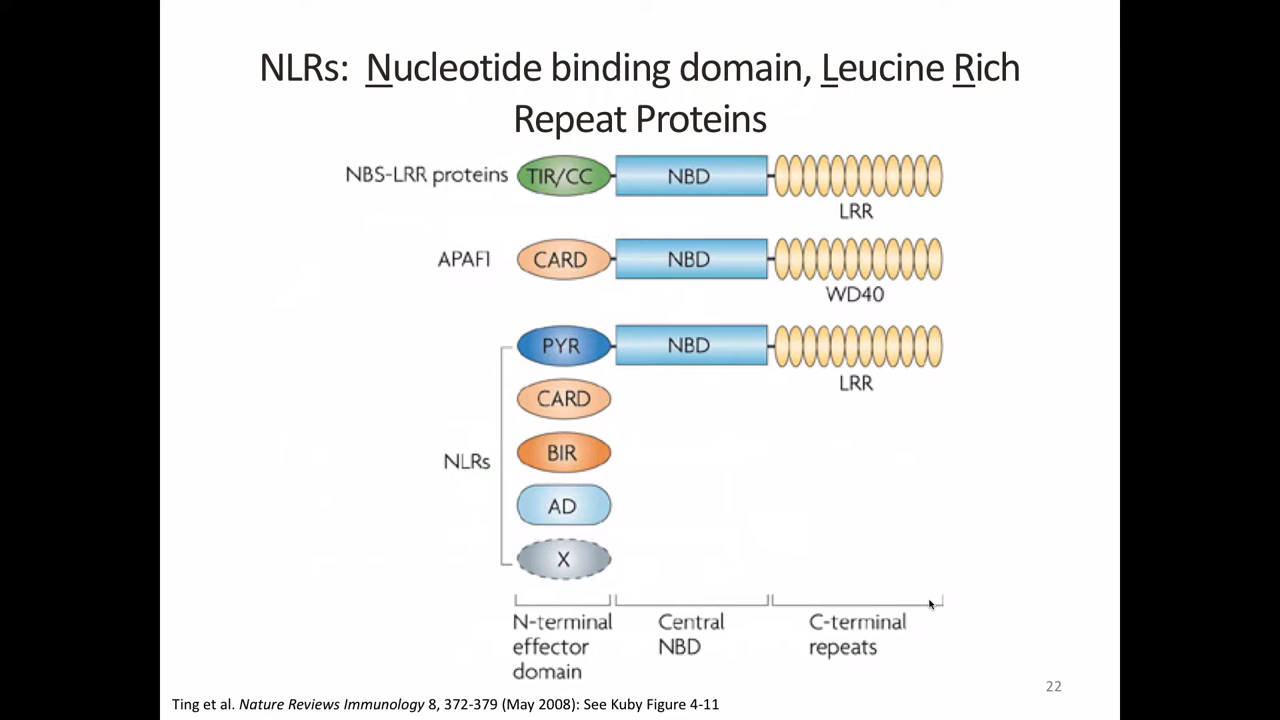 NLRs: Nucleotide binding domain, Leucine Rich
Repeat Proteins
NBS-LRR proteins TIR/CC NBD
LRR
APAF1 CARD NBD
WD40
PYR NBD
LRR
CARD
BIR
NLRs
AD
X
N-terminal
effector
domain
Central
NBD
C-terminal
repeats
22
Ting et al. Nature Reviews Immunology 8, 372-379 (May 2008): See Kuby Figure 4-11